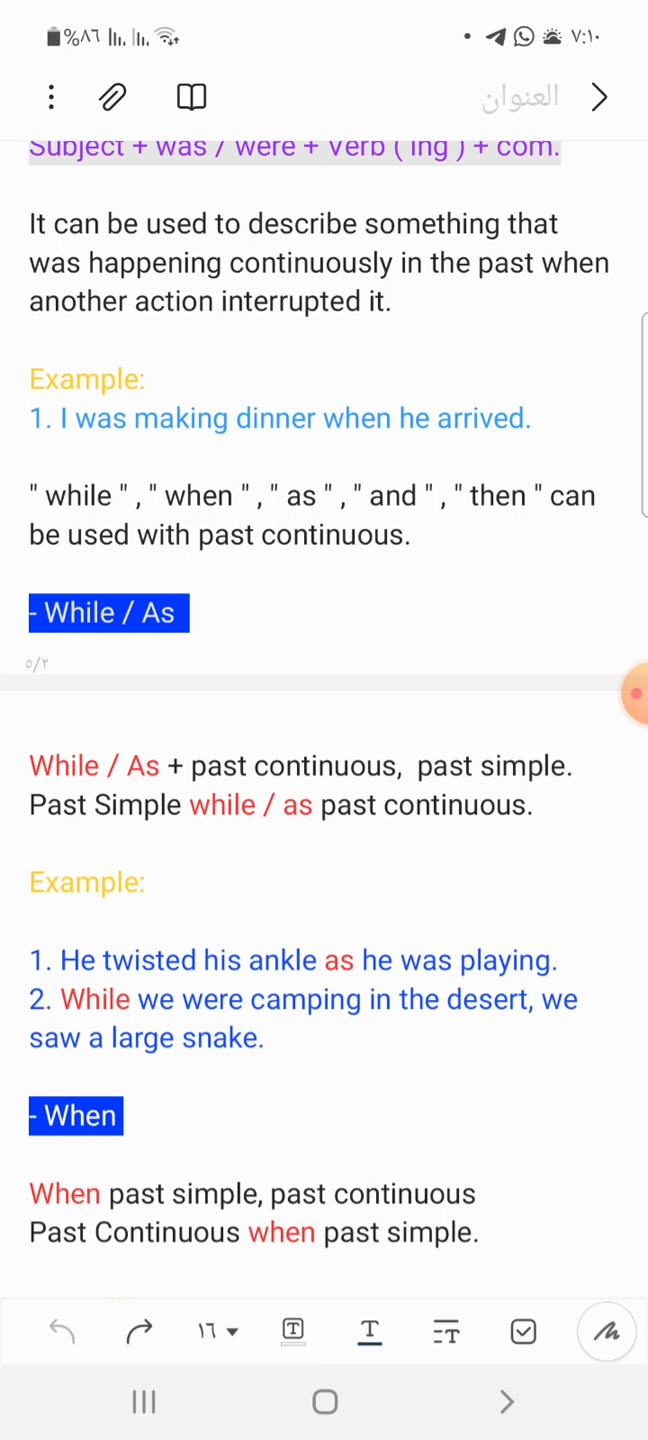 %٨٦
٧:١٠
العنوان
Subject + was / were + Verb ( ing ) + com.
It can be used to describe something that
was happening continuously in the past when
another action interrupted it.
Example:
1. I was making dinner when he arrived.
" while " , " when " , " as " , " and " , " then " can
be used with past continuous.
- While / As
٥/٢
While / As + past continuous,  past simple.
Past Simple while / as past continuous.
Example:
1. He twisted his ankle as he was playing.
2. While we were camping in the desert, we
saw a large snake.
- When
When past simple, past continuous
Past Continuous when past simple.
١٦